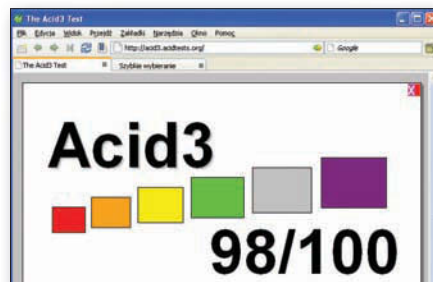 The Acid3 Test
Plik Edycja Widok Przejdź Zakładki Narzędzia Okno Pomoc
http://acid3.acidtests.org/
Google
The Acid3 Test
Szybkie wybieranie
X
Acid3
98/100